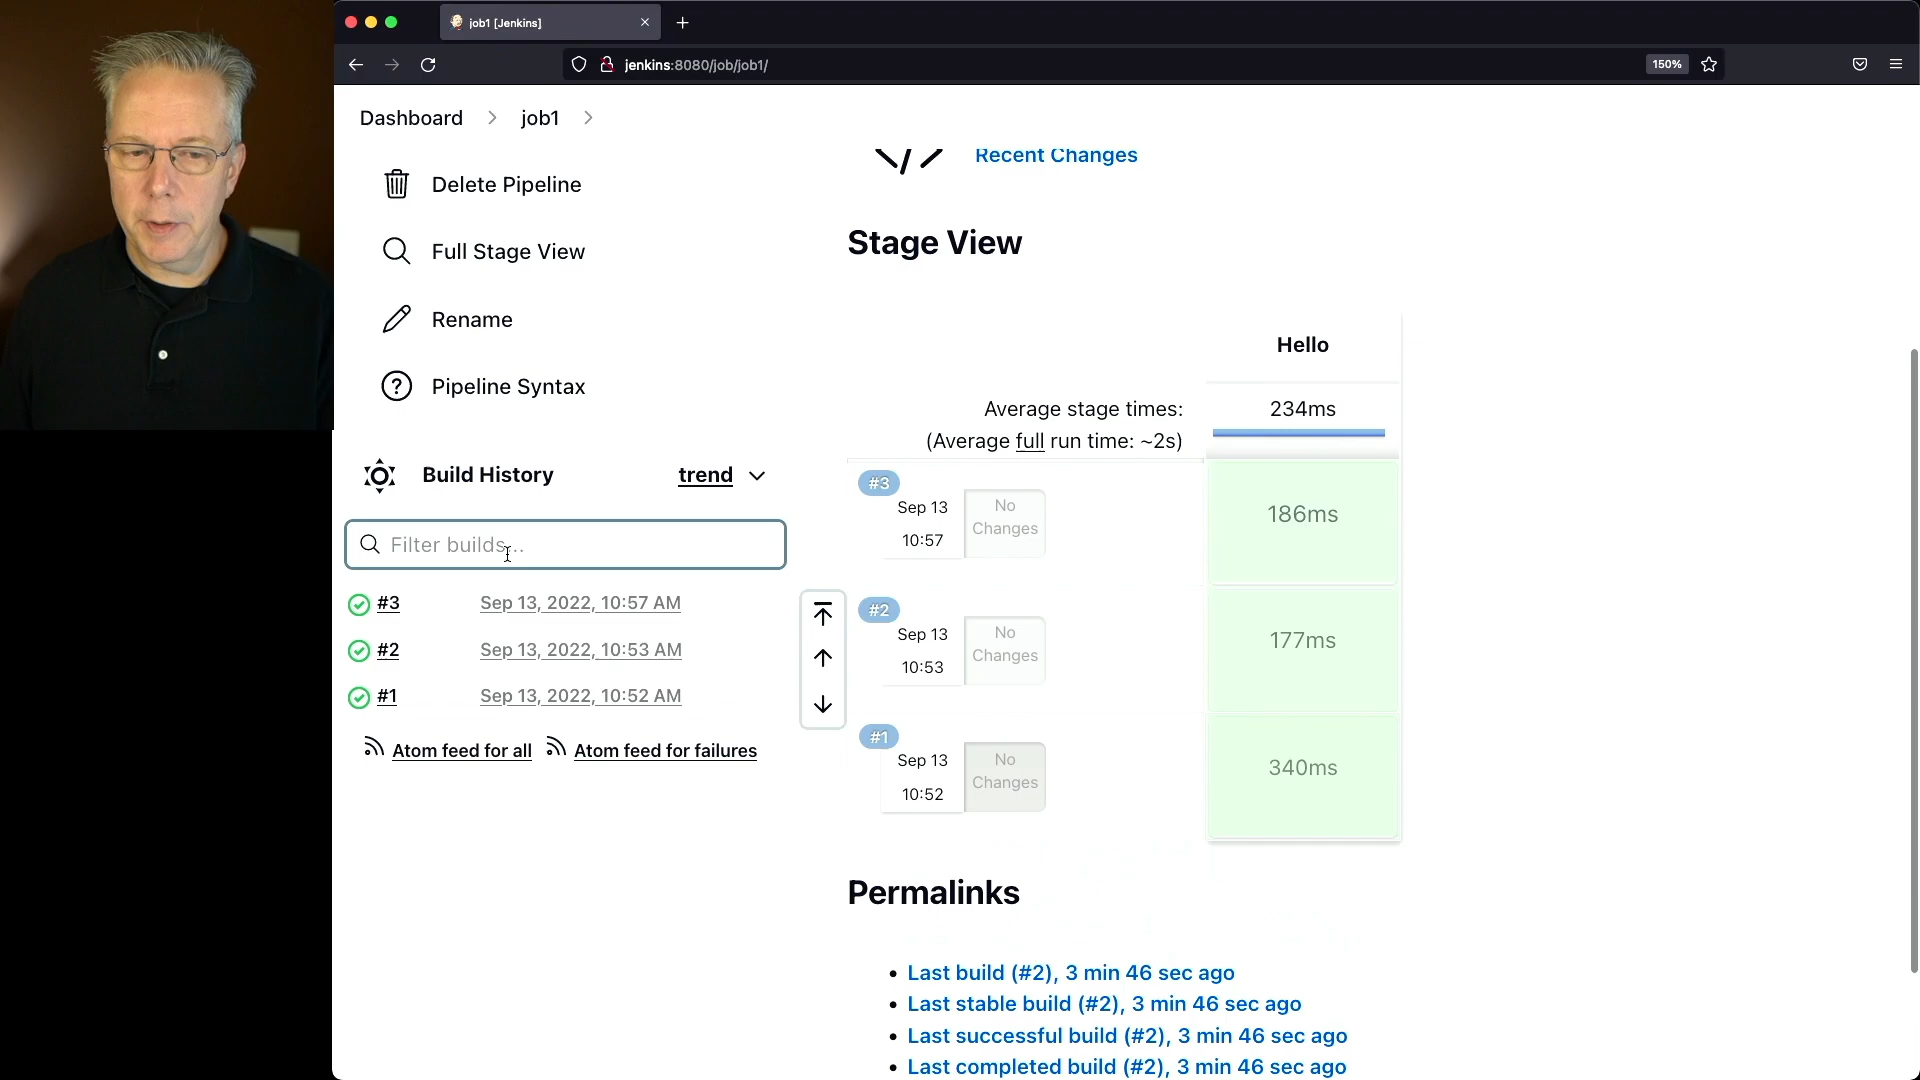 job1 [Jenkins]
jenkins:8080/job/job1/
150%
Dashboard
job1
Delete Pipeline
Full Stage View
Rename
Pipeline Syntax
Build History
trend
Filter builds...
#3
Sep 13, 2022, 10:57 AM
#2
Sep 13, 2022, 10:53 AM
#1
Sep 13, 2022, 10:52 AM
Atom feed for all
Atom feed for failures
Recent Changes
Stage View
Hello
Average stage times:
234ms
(Average full run time: ~2s)
#3
Sep 13
10:57
No
Changes
186ms
#2
Sep 13
10:53
No
Changes
177ms
#1
Sep 13
10:52
No
Changes
340ms
Permalinks
Last build (#2), 3 min 46 sec ago
Last stable build (#2), 3 min 46 sec ago
Last successful build (#2), 3 min 46 sec ago
Last completed build (#2), 3 min 46 sec ago